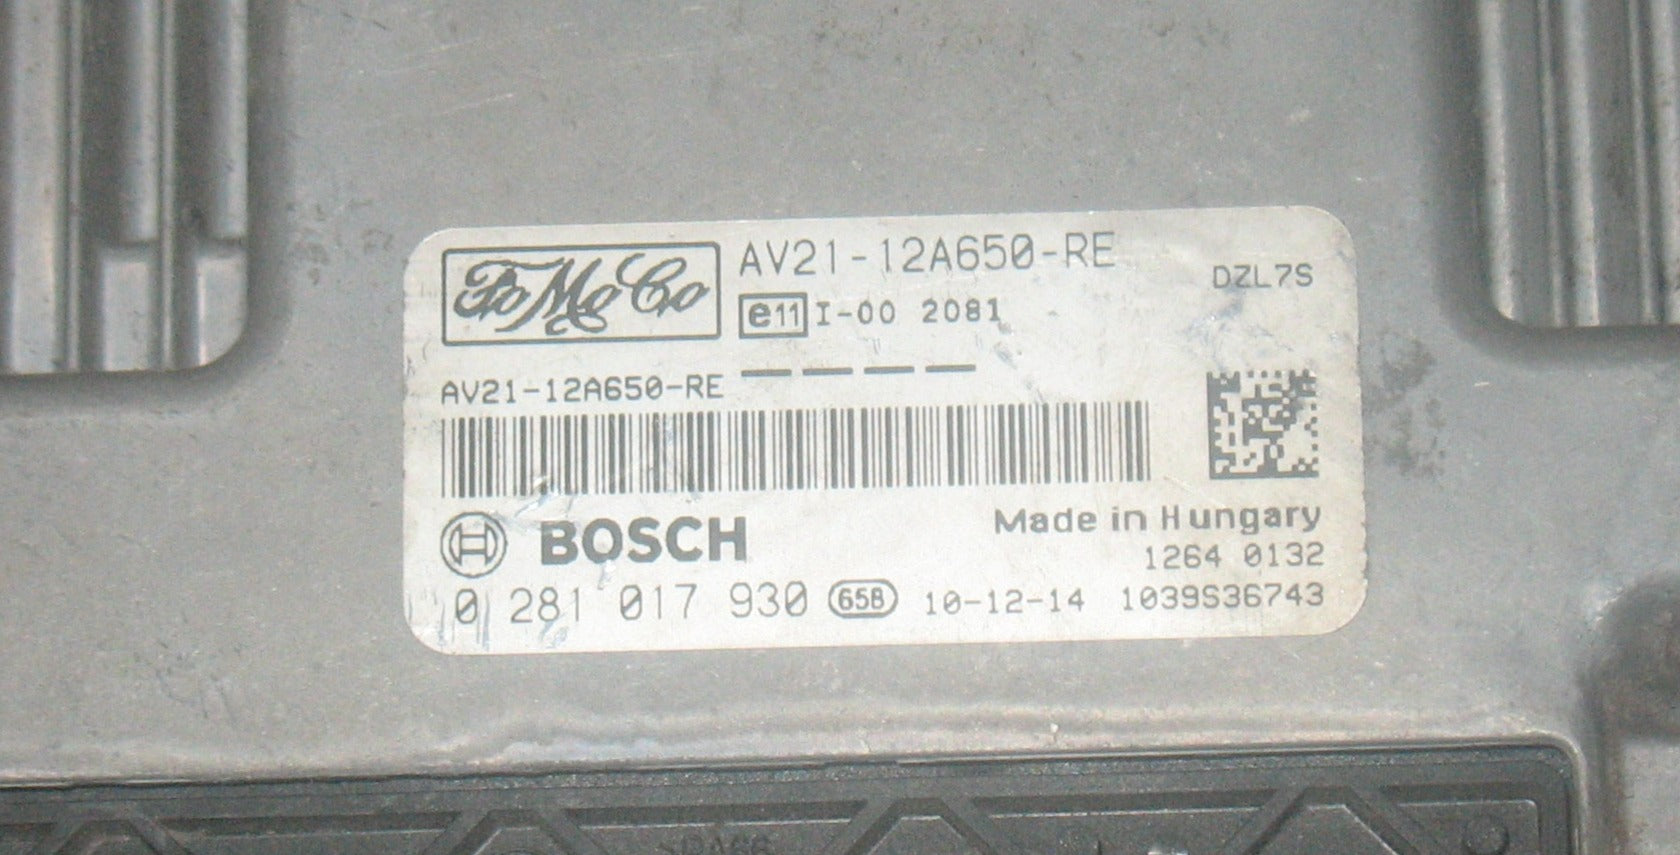 FoMoCo AV21-12A650-RE DZL7S
e11 I-00 2081
AV21-12A650-RE
BOSCH Made in Hungary
1264 0132
0 281 017 930 65B 10-12-14 1039S36743